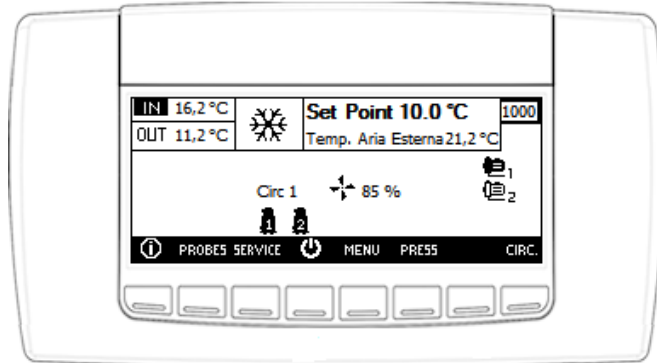 IN 16,2°C
OUT 11,2°C
Set Point 10.0 °C
Temp. Aria Esterna 21,2°C
1000
1
2
Circ 1
85 %
1 2
PROBES SERVICE MENU PRESS CIRC.